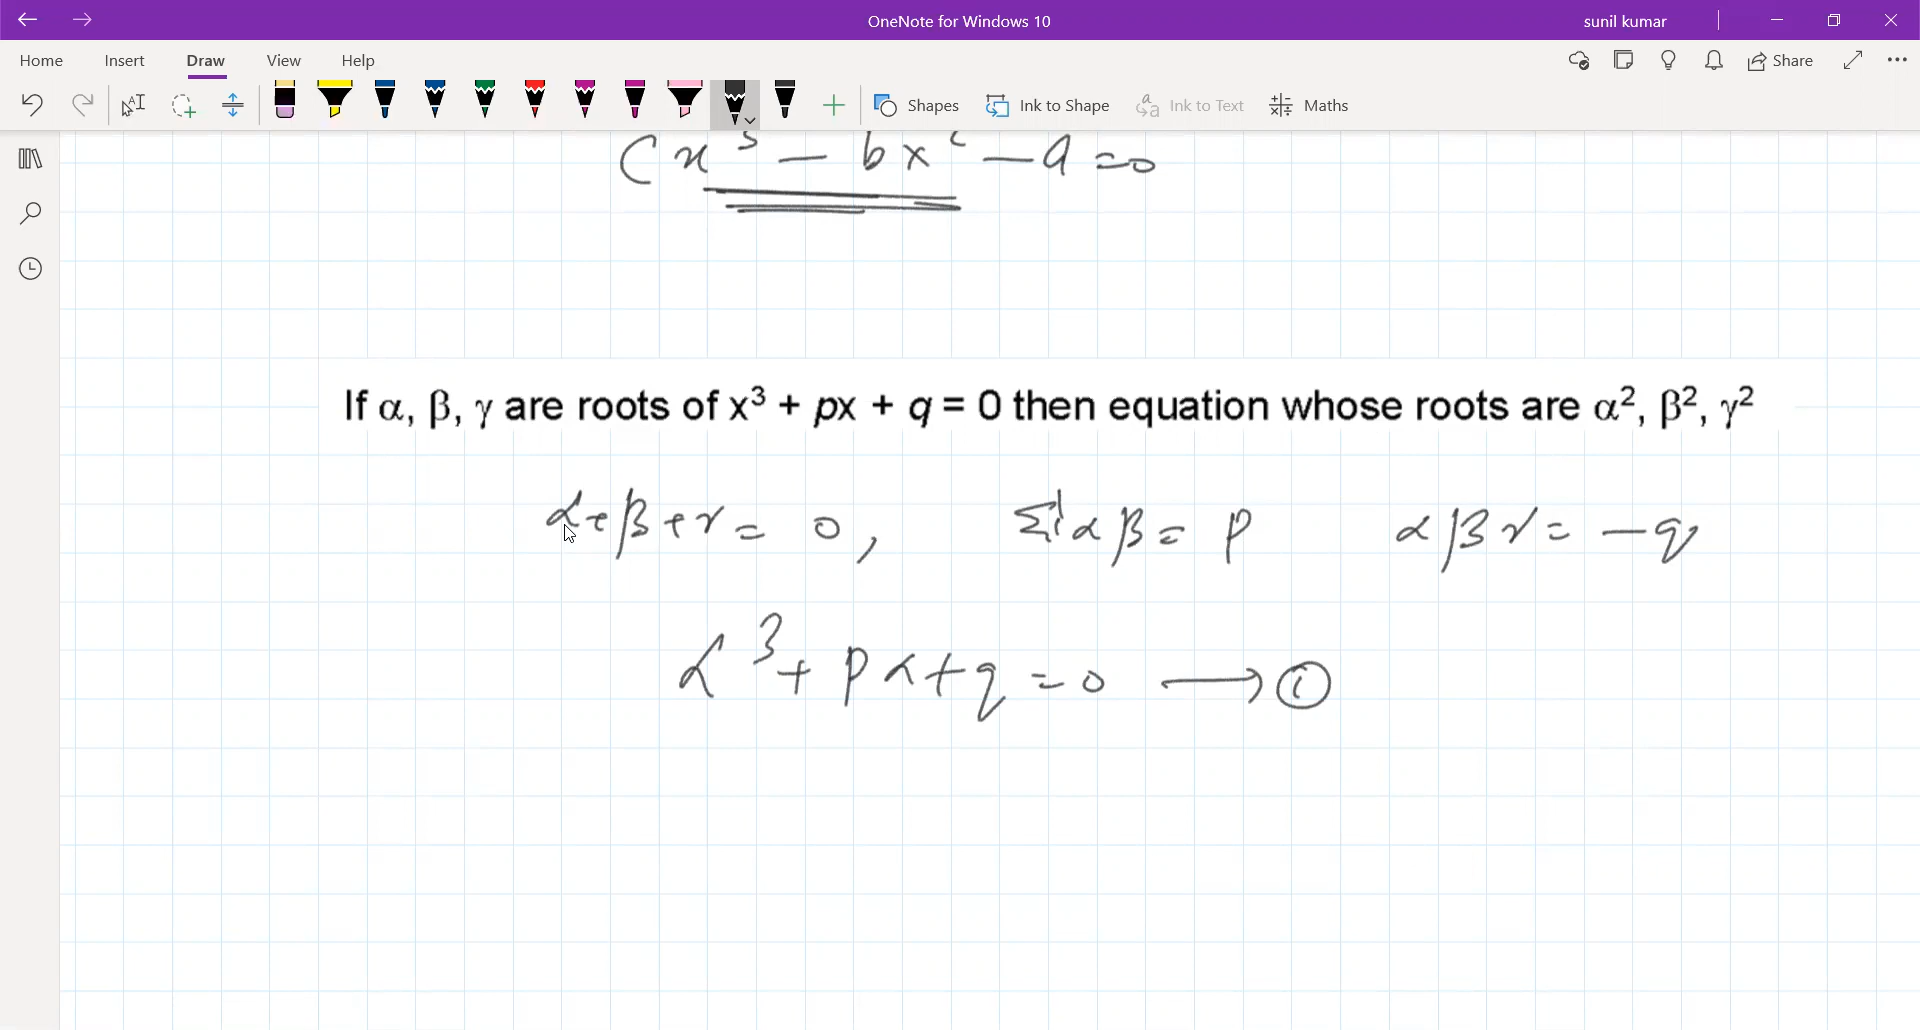 OneNote for Windows 10
sunil kumar
Home Insert Draw View Help
Share
Shapes Ink to Shape Ink to Text Maths
Cx³ - bx² - a = 0
If α, β, γ are roots of x³ + px + q = 0 then equation whose roots are α², β², γ²
α + β + γ = 0, Σαβ = p αβγ = -q
α³ + pα + q = 0 → ①